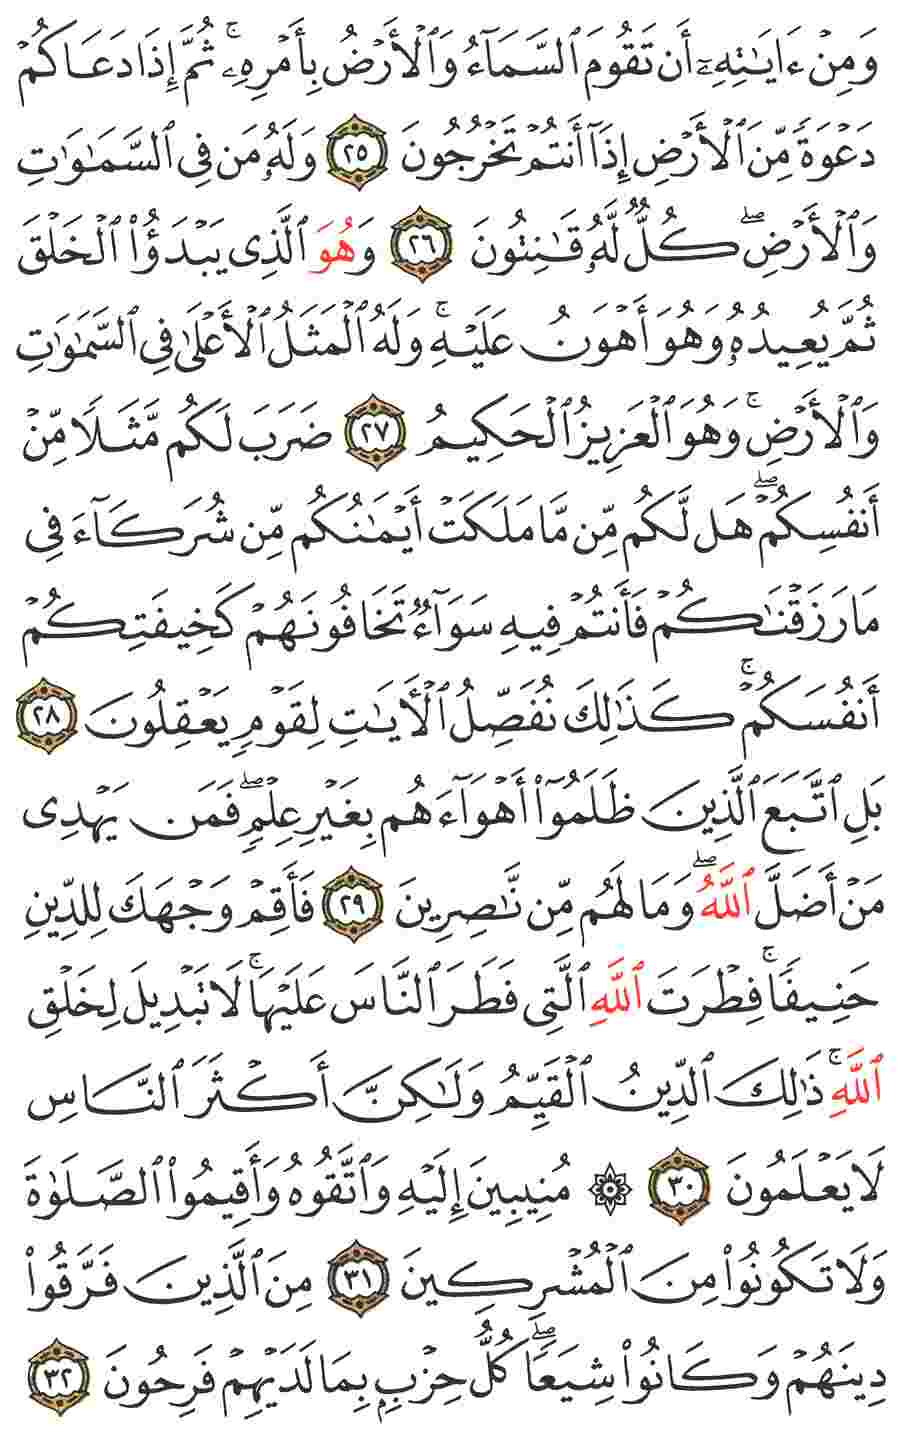 وَمِنْ ءَايَٰتِهِۦٓ أَن تَقُومَ ٱلسَّمَآءُ وَٱلْأَرْضُ بِأَمْرِهِۦ ۚ ثُمَّ إِذَا دَعَاكُمْ
دَعْوَةً مِّنَ ٱلْأَرْضِ إِذَآ أَنتُمْ تَخْرُجُونَ ٢٥ وَلَهُۥ مَن فِى ٱلسَّمَٰوَٰتِ
وَٱلْأَرْضِ ۖ كُلٌّ لَّهُۥ قَٰنِتُونَ ٢٦ وَهُوَ ٱلَّذِى يَبْدَؤُا۟ ٱلْخَلْقَ
ثُمَّ يُعِيدُهُۥ وَهُوَ أَهْوَنُ عَلَيْهِ ۚ وَلَهُ ٱلْمَثَلُ ٱلْأَعْلَىٰ فِى ٱلسَّمَٰوَٰتِ
وَٱلْأَرْضِ ۚ وَهُوَ ٱلْعَزِيزُ ٱلْحَكِيمُ ٢٧ ضَرَبَ لَكُم مَّثَلًا مِّنْ
أَنفُسِكُمْ ۖ هَل لَّكُم مِّن مَّا مَلَكَتْ أَيْمَٰنُكُم مِّن شُرَكَآءَ فِى
مَا رَزَقْنَٰكُمْ فَأَنتُمْ فِيهِ سَوَآءٌ تَخَافُونَهُمْ كَخِيفَتِكُمْ
أَنفُسَكُمْ ۚ كَذَٰلِكَ نُفَصِّلُ ٱلْءَايَٰتِ لِقَوْمٍ يَعْقِلُونَ ٢٨
بَلِ ٱتَّبَعَ ٱلَّذِينَ ظَلَمُوٓا۟ أَهْوَآءَهُم بِغَيْرِ عِلْمٍ ۖ فَمَن يَهْدِى
مَنْ أَضَلَّ ٱللَّهُ ۖ وَمَا لَهُم مِّن نَّٰصِرِينَ ٢٩ فَأَقِمْ وَجْهَكَ لِلدِّينِ
حَنِيفًا ۚ فِطْرَتَ ٱللَّهِ ٱلَّتِى فَطَرَ ٱلنَّاسَ عَلَيْهَا ۚ لَا تَبْدِيلَ لِخَلْقِ
ٱللَّهِ ۚ ذَٰلِكَ ٱلدِّينُ ٱلْقَيِّمُ وَلَٰكِنَّ أَكْثَرَ ٱلنَّاسِ
لَا يَعْلَمُونَ ٣٠ ۞ مُنِيبِينَ إِلَيْهِ وَٱتَّقُوهُ وَأَقِيمُوا۟ ٱلصَّلَوٰةَ
وَلَا تَكُونُوا۟ مِنَ ٱلْمُشْرِكِينَ ٣١ مِنَ ٱلَّذِينَ فَرَّقُوا۟
دِينَهُمْ وَكَانُوا۟ شِيَعًا ۖ كُلُّ حِزْبٍۭ بِمَا لَدَيْهِمْ فَرِحُونَ ٣٢